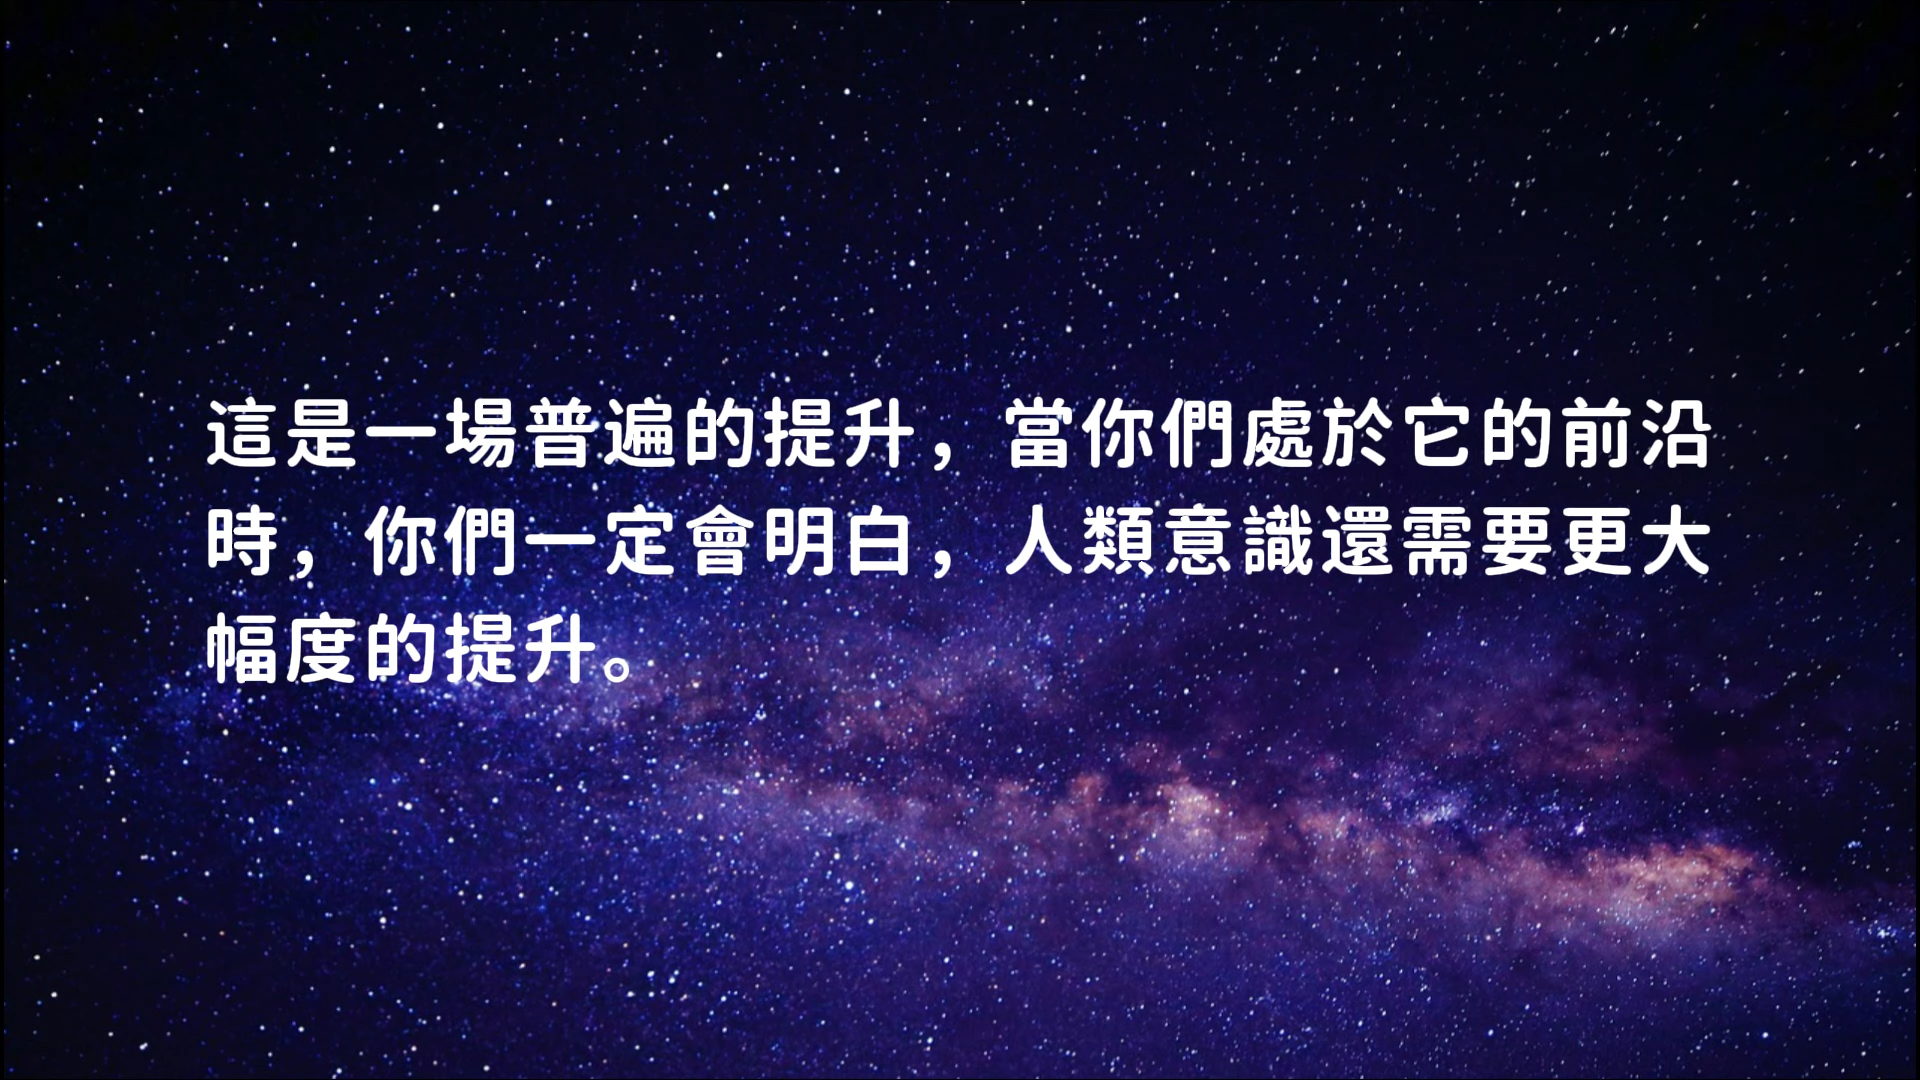 這是一場普遍的提升，當你們處於它的前沿
時，你們一定會明白，人類意識還需要更大
幅度的提升。